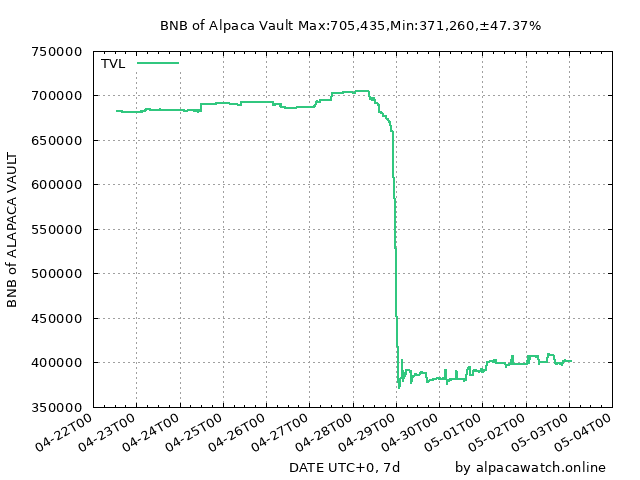 BNB of Alpaca Vault Max:705,435,Min:371,260,±47.37%
TVL
BNB of ALAPACA VAULT
750000
700000
650000
600000
550000
500000
450000
400000
350000
04-22T00
04-23T00
04-24T00
04-25T00
04-26T00
04-27T00
04-28T00
04-29T00
04-30T00
05-01T00
05-02T00
05-03T00
05-04T00
DATE UTC+0, 7d
by alpacawatch.online